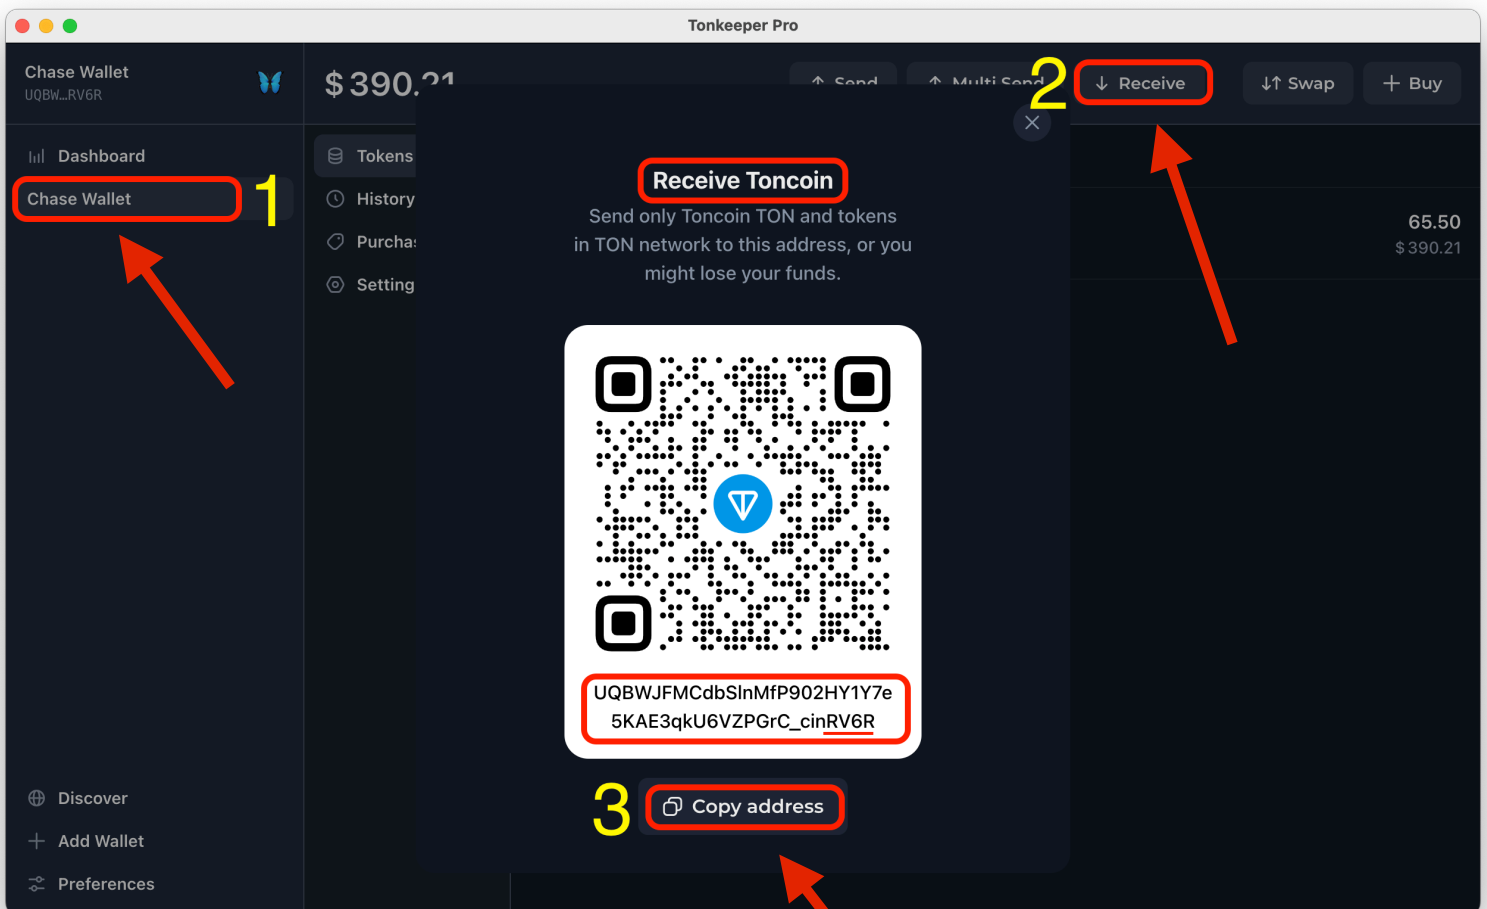 Tonkeeper Pro
Chase Wallet
UQBW...RV6R
$390.21
Send
Multi Send
2
Receive
Swap
Buy
Dashboard
Chase Wallet
1
Tokens
History
Purchas
Setting
Receive Toncoin
Send only Toncoin TON and tokens
in TON network to this address, or you
might lose your funds.
65.50
$390.21
UQBWJFMCdbSlnMfP902HY1Y7e
5KAE3qkU6VZPGrC_cinRV6R
3
Copy address
Discover
Add Wallet
Preferences